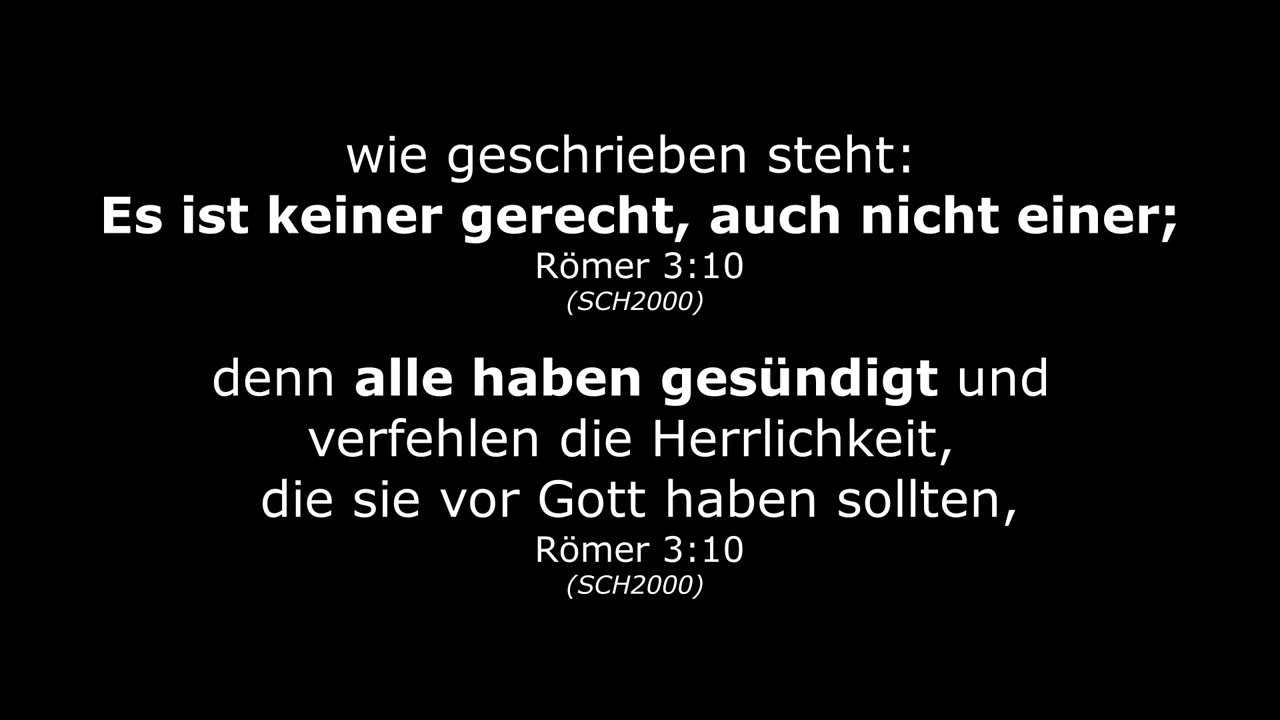 wie geschrieben steht:
Es ist keiner gerecht, auch nicht einer;
Römer 3:10
(SCH2000)
denn alle haben gesündigt und
verfehlen die Herrlichkeit,
die sie vor Gott haben sollten,
Römer 3:10
(SCH2000)